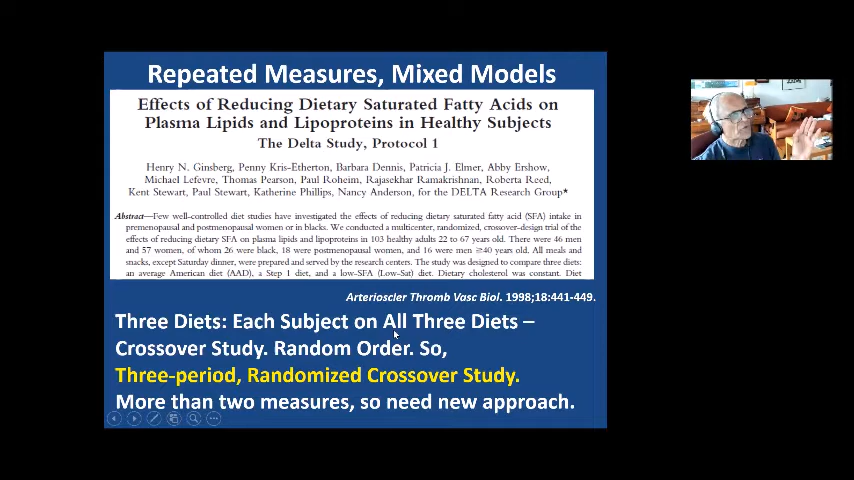 Repeated Measures, Mixed Models
Effects of Reducing Dietary Saturated Fatty Acids on
Plasma Lipids and Lipoproteins in Healthy Subjects
The Delta Study, Protocol 1
Henry N. Ginsberg, Penny Kris-Etherton, Barbara Dennis, Patricia J. Elmer, Abby Ershow,
Michael Lefevre, Thomas Pearson, Paul Roheim, Rajasekhar Ramakrishnan, Roberta Reed,
Kent Stewart, Paul Stewart, Katherine Phillips, Nancy Anderson, for the DELTA Research Group*
Abstract—Few well-controlled diet studies have investigated the effects of reducing dietary saturated fatty acid (SFA) intake in
premenopausal and postmenopausal women or in blacks. We conducted a multicenter, randomized, crossover-design trial of the
effects of reducing dietary SFA on plasma lipids and lipoproteins in 103 healthy adults 22 to 67 years old. There were 46 men
and 57 women, of whom 26 were black, 18 were postmenopausal women, and 16 were men ≥40 years old. All meals and
snacks, except Saturday dinner, were prepared and served by the research centers. The study was designed to compare three diets:
an average American diet (AAD), a Step 1 diet, and a low-SFA (Low-Sat) diet. Dietary cholesterol was constant. Diet
Arterioscler Thromb Vasc Biol. 1998;18:441-449.
Three Diets: Each Subject on All Three Diets –
Crossover Study. Random Order. So,
Three-period, Randomized Crossover Study.
More than two measures, so need new approach.